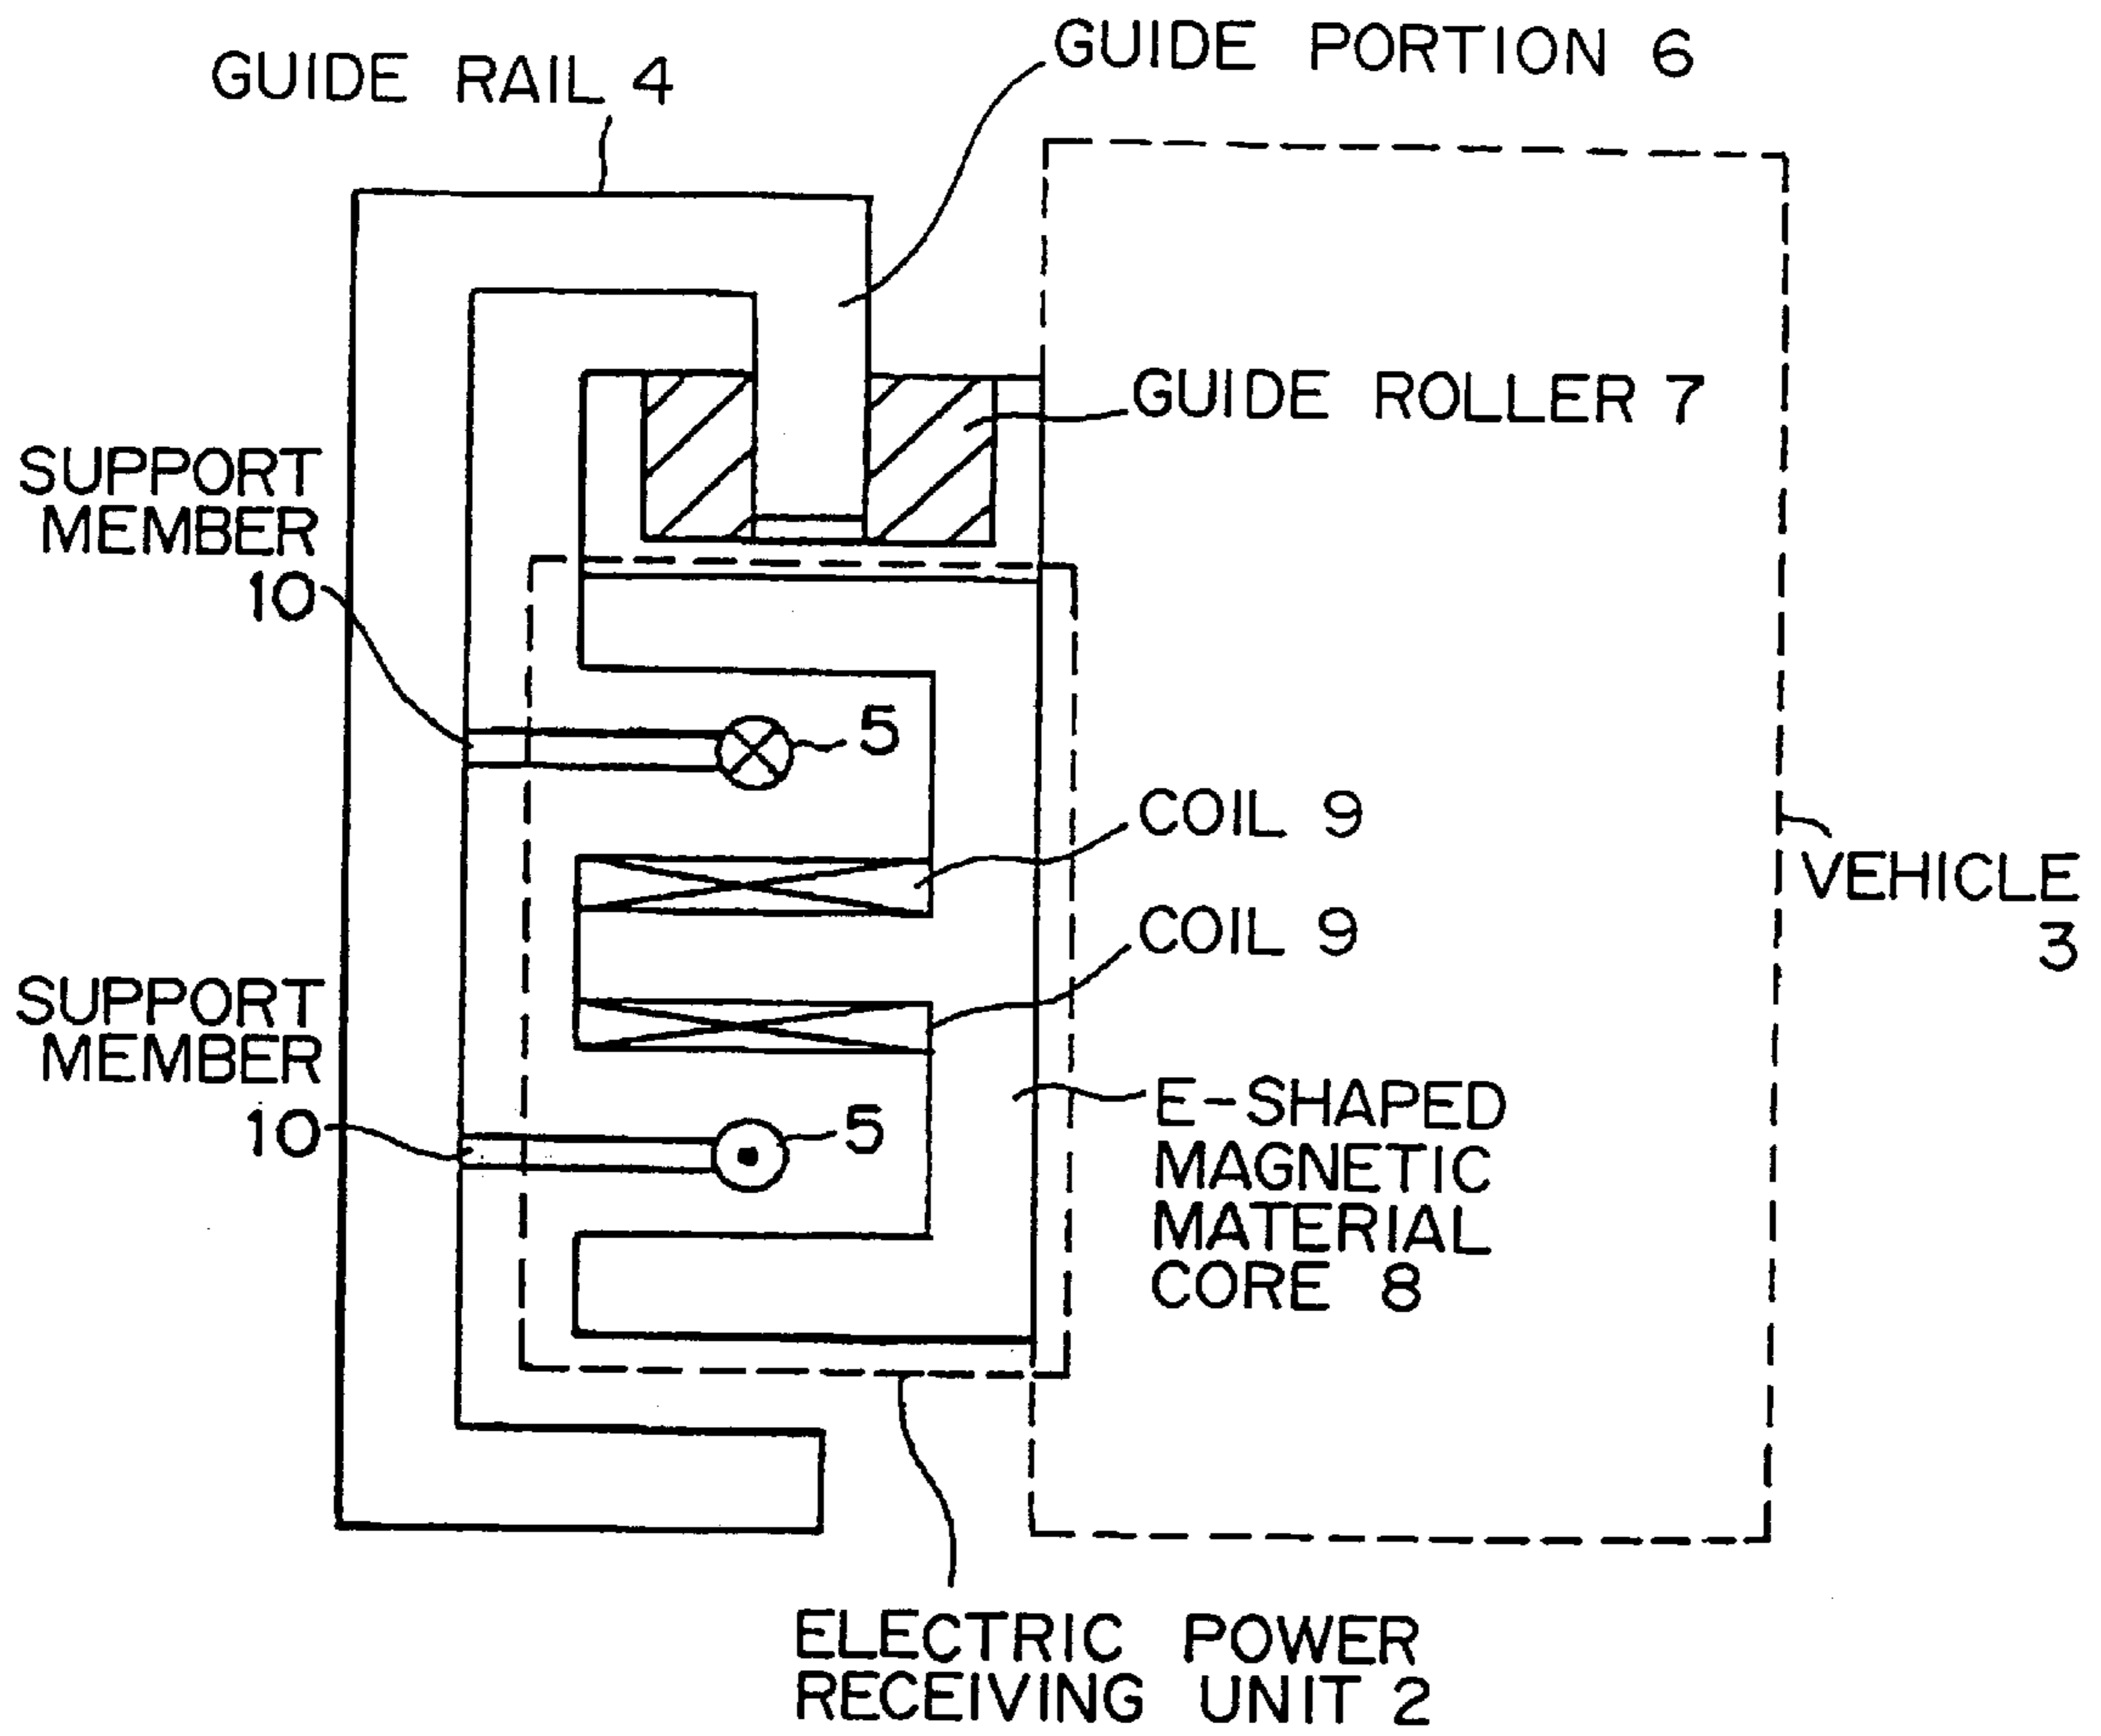 GUIDE PORTION 6
GUIDE RAIL 4
GUIDE ROLLER 7
SUPPORT
MEMBER
10
5
COIL 9
VEHICLE
3
COIL 9
SUPPORT
MEMBER
10
5
E-SHAPED
MAGNETIC
MATERIAL
CORE 8
ELECTRIC POWER
RECEIVING UNIT 2